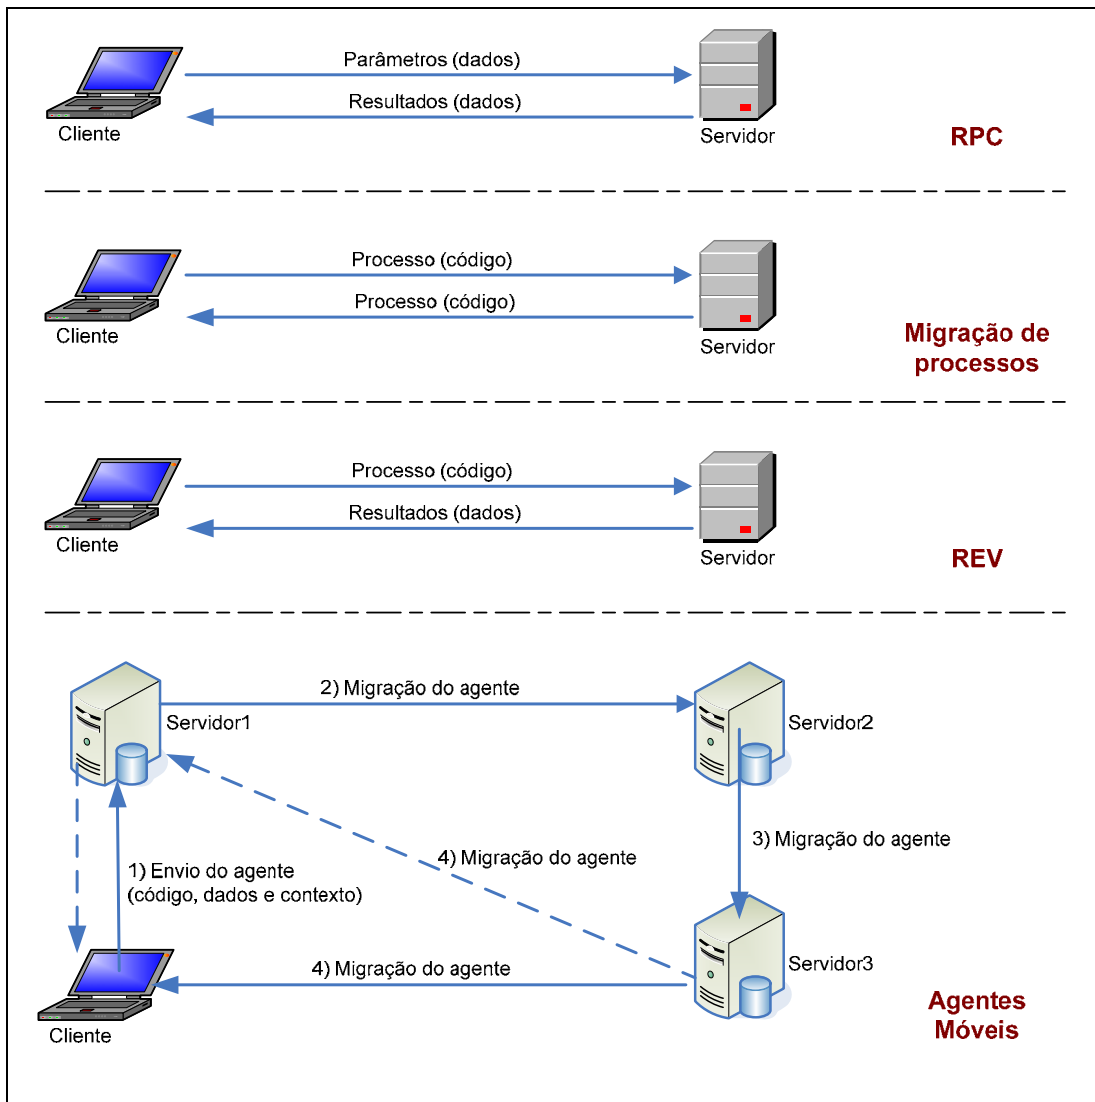 Parâmetros (dados)
Resultados (dados)
Cliente
Servidor
RPC
Processo (código)
Processo (código)
Cliente
Servidor
Migração de
processos
Processo (código)
Resultados (dados)
Cliente
Servidor
REV
2) Migração do agente
Servidor1
Servidor2
1) Envio do agente
(código, dados e contexto)
4) Migração do agente
3) Migração do agente
4) Migração do agente
Servidor3
Cliente
Agentes
Móveis